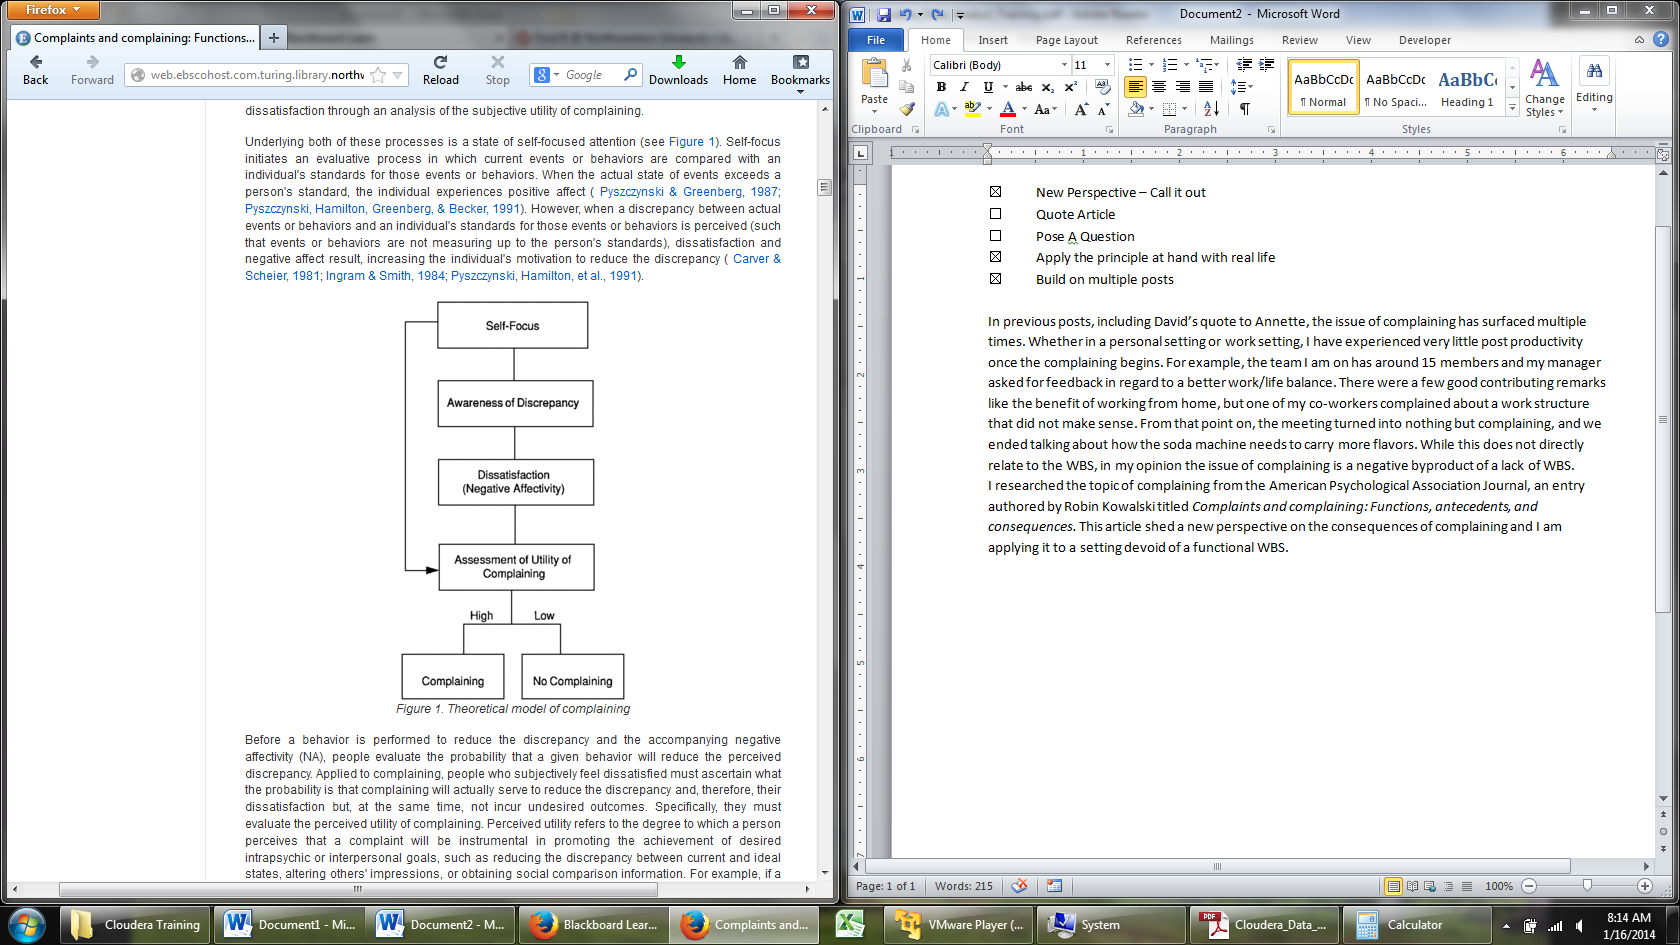 Firefox
Complaints and complaining: Functions...
Back
Forward
web.ebscohost.com.turing.library.northw
Reload
Stop
Google
Downloads
Home
Bookmarks
dissatisfaction through an analysis of the subjective utility of complaining.
Underlying both of these processes is a state of self-focused attention (see Figure 1). Self-focus
initiates an evaluative process in which current events or behaviors are compared with an
individual's standards for those events or behaviors. When the actual state of events exceeds a
person's standard, the individual experiences positive affect ( Pyszczynski & Greenberg, 1987;
Pyszczynski, Hamilton, Greenberg, & Becker, 1991). However, when a discrepancy between actual
events or behaviors and an individual's standards for those events or behaviors is perceived (such
that events or behaviors are not measuring up to the person's standards), dissatisfaction and
negative affect result, increasing the individual's motivation to reduce the discrepancy ( Carver &
Scheier, 1981; Ingram & Smith, 1984; Pyszczynski, Hamilton, et al., 1991).
Self-Focus
Awareness of Discrepancy
Dissatisfaction
(Negative Affectivity)
Assessment of Utility of
Complaining
High Low
Complaining
No Complaining
Figure 1. Theoretical model of complaining
Before a behavior is performed to reduce the discrepancy and the accompanying negative
affectivity (NA), people evaluate the probability that a given behavior will reduce the perceived
discrepancy. Applied to complaining, people who subjectively feel dissatisfied must ascertain what
the probability is that complaining will actually serve to reduce the discrepancy and, therefore, their
dissatisfaction but, at the same time, not incur undesired outcomes. Specifically, they must
evaluate the perceived utility of complaining. Perceived utility refers to the degree to which a person
perceives that a complaint will be instrumental in promoting the achievement of desired
intrapsychic or interpersonal goals, such as reducing the discrepancy between current and ideal
states, altering others' impressions, or obtaining social comparison information. For example, if a
Document2 - Microsoft Word
File Home Insert Page Layout References Mailings Review View Developer
Paste
Calibri (Body) 11
AaBbCcDc AaBbCcDc AaBbCc
¶ Normal ¶ No Spaci... Heading 1
Change
Styles
Editing
Clipboard Font Paragraph Styles
New Perspective – Call it out
Quote Article
Pose A Question
Apply the principle at hand with real life
Build on multiple posts
In previous posts, including David's quote to Annette, the issue of complaining has surfaced multiple
times. Whether in a personal setting or work setting, I have experienced very little post productivity
once the complaining begins. For example, the team I am on has around 15 members and my manager
asked for feedback in regard to a better work/life balance. There were a few good contributing remarks
like the benefit of working from home, but one of my co-workers complained about a work structure
that did not make sense. From that point on, the meeting turned into nothing but complaining, and we
ended talking about how the soda machine needs to carry more flavors. While this does not directly
relate to the WBS, in my opinion the issue of complaining is a negative byproduct of a lack of WBS.
I researched the topic of complaining from the American Psychological Association Journal, an entry
authored by Robin Kowalski titled Complaints and complaining: Functions, antecedents, and
consequences. This article shed a new perspective on the consequences of complaining and I am
applying it to a setting devoid of a functional WBS.
Page: 1 of 1 Words: 215 100%
Cloudera Training
Document1 - Mi...
Document2 - M...
Blackboard Lear...
Complaints and...
VMware Player (...
System
Cloudera_Data_...
Calculator
8:14 AM
1/16/2014